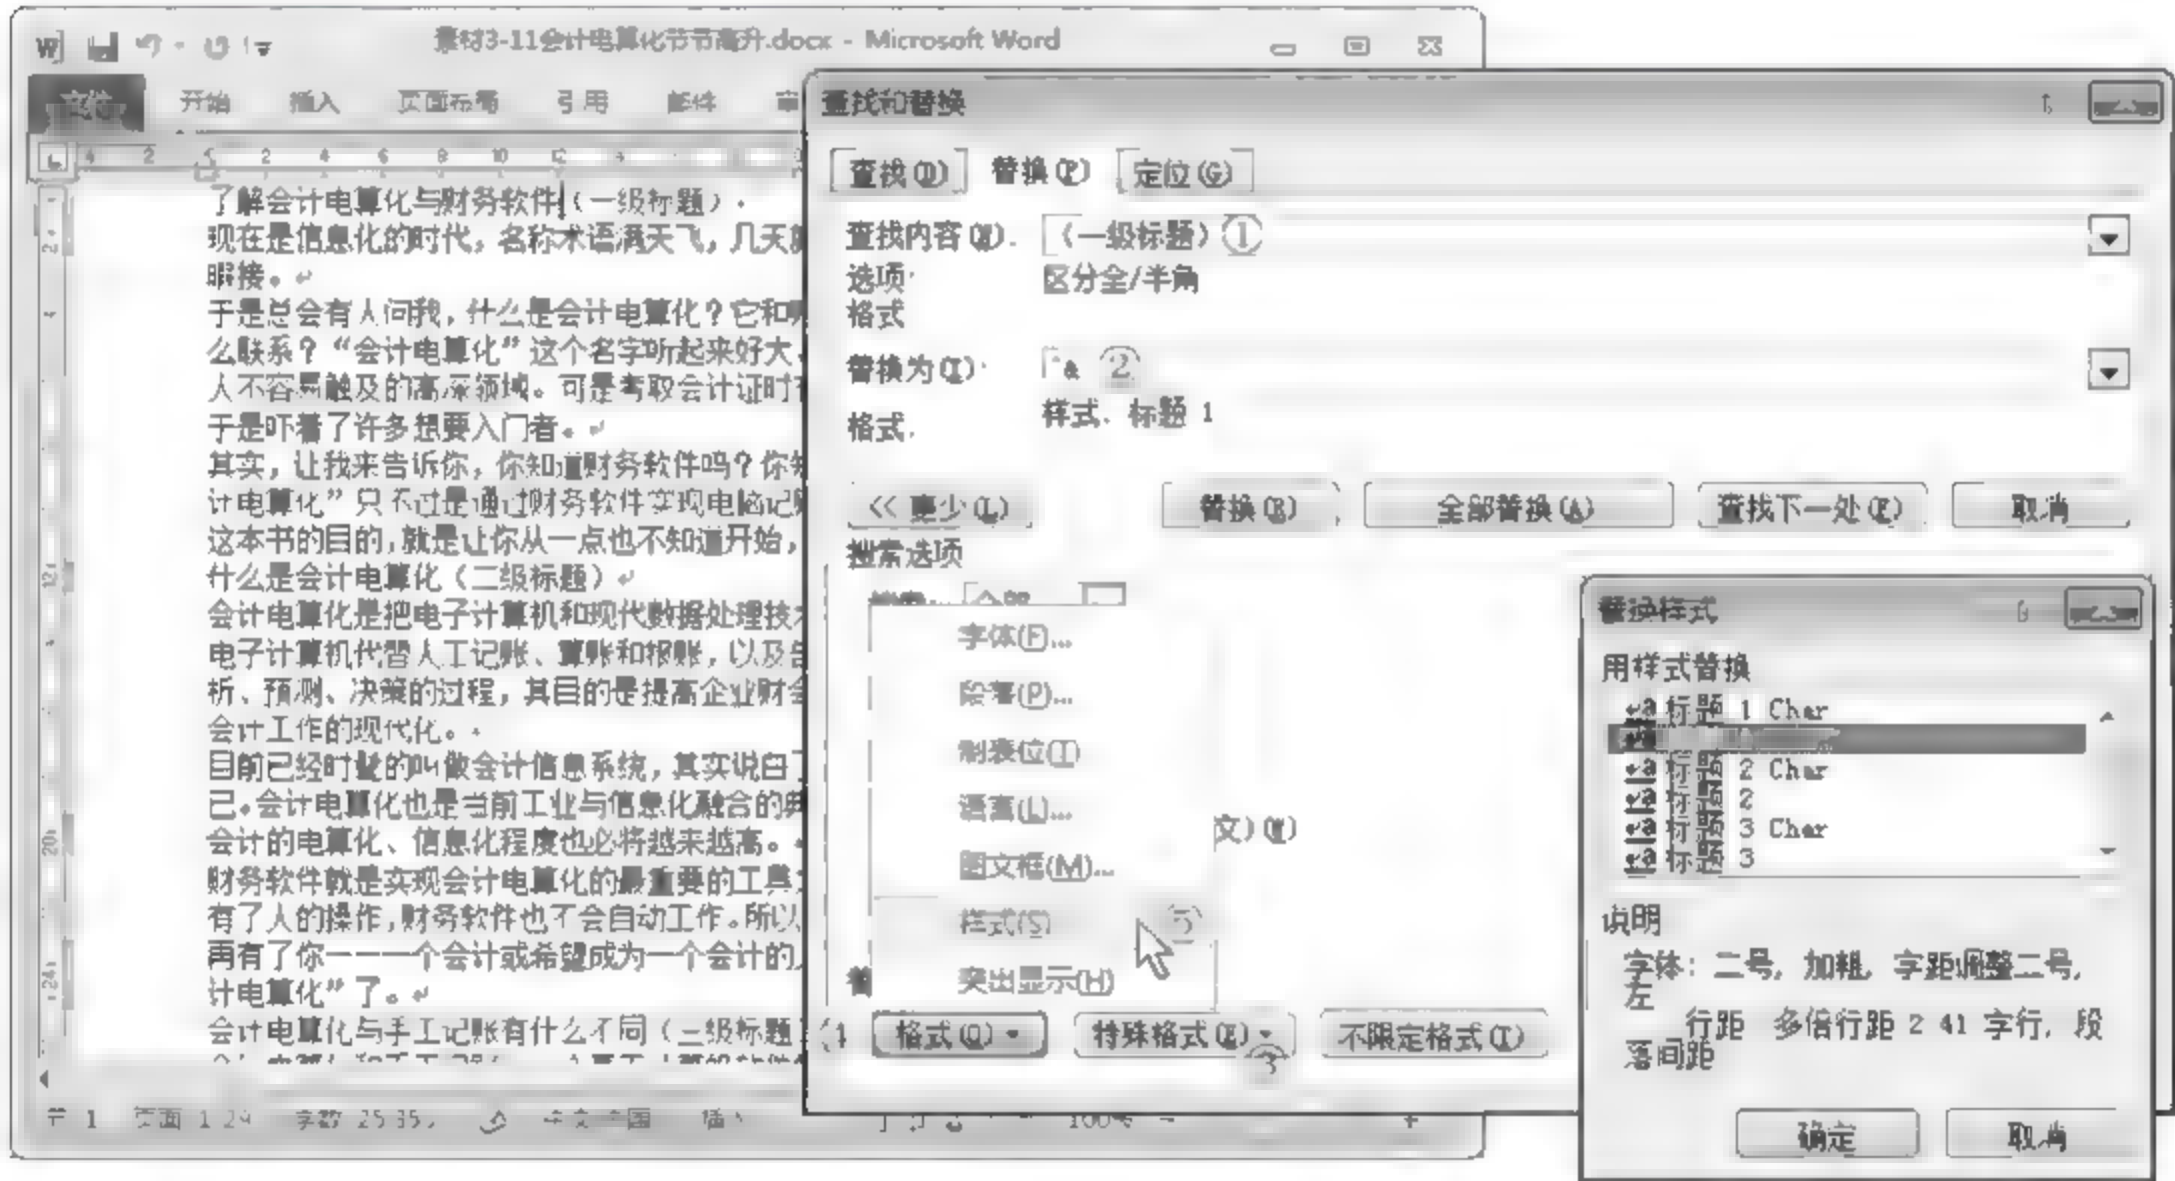 素材3-11会计电算化节节高升.docx - Microsoft Word
文件 开始 插入 页面布局 引用 邮件 审
了解会计电算化与财务软件（一级标题）
现在是信息化的时代，名称术语满天飞，几天
暇接。
于是总会有人问我，什么是会计电算化？它和
么联系？“会计电算化”这个名字听起来好大，
人不容易触及的高深领域。可是考取会计证时
于是吓着了许多想要入门者。
其实，让我来告诉你，你知道财务软件吗？你
计电算化”只不过是通过财务软件实现电脑记
这本书的目的，就是让你从一点也不知道开始，
什么是会计电算化（二级标题）
会计电算化是把电子计算机和现代数据处理技
电子计算机代替人工记账、算账和报账，以及
析、预测、决策的过程，其目的是提高企业财会
会计工作的现代化。
目前已经时髦的叫做会计信息系统，其实说白
已。会计电算化也是当前工业与信息化融合的典
会计的电算化、信息化程度也必将越来越高。
财务软件就是实现会计电算化的最重要的工具
有了人的操作，财务软件也不会自动工作。所以
再有了你一一一个会计或希望成为一个会计的人
计电算化”了。
会计电算化与手工记账有什么不同（三级标题
1 页面 1 29 字数 中文 中国 插入 100%
查找和替换
查找(D) 替换(P) 定位(G)
查找内容(N): （一级标题） ①
选项: 区分全/半角
格式
替换为(I): ^& ②
格式: 样式: 标题 1
<< 更少(L) 替换(R) 全部替换(A) 查找下一处(F) 取消
搜索选项
字体(F)...
段落(P)...
制表位(T)
语言(L)...
图文框(M)...
样式(S)
突出显示(H)
文)(W)
格式(O) 特殊格式(E) 不限定格式(T)
③
替换样式
用样式替换
标题 1 Char
标题 2 Char
标题 2
标题 3 Char
标题 3
说明
字体: 二号, 加粗, 字距调整二号,
左
行距 多倍行距 2 41 字行, 段
落间距
确定 取消